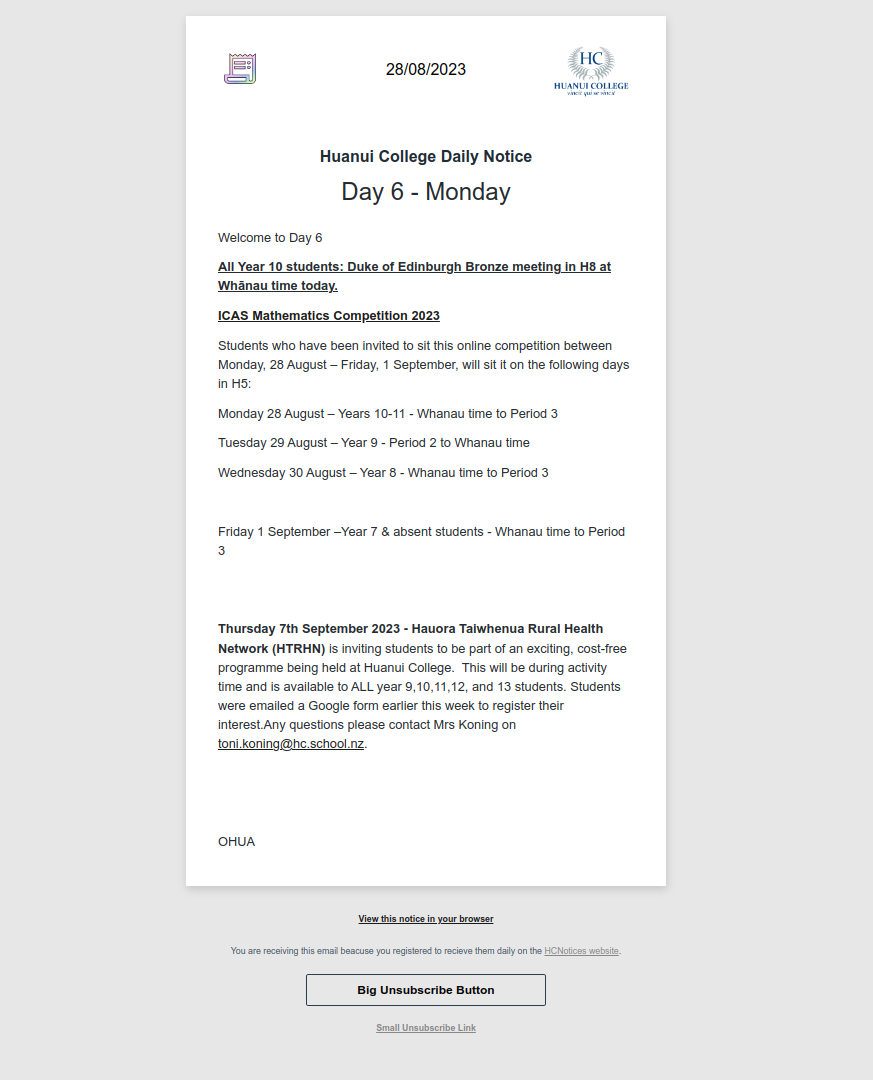 28/08/2023
HC
HUANUI COLLEGE
vincit qui se vincit
Huanui College Daily Notice
Day 6 - Monday
Welcome to Day 6
All Year 10 students: Duke of Edinburgh Bronze meeting in H8 at
Whānau time today.
ICAS Mathematics Competition 2023
Students who have been invited to sit this online competition between
Monday, 28 August – Friday, 1 September, will sit it on the following days
in H5:
Monday 28 August – Years 10-11 - Whanau time to Period 3
Tuesday 29 August – Year 9 - Period 2 to Whanau time
Wednesday 30 August – Year 8 - Whanau time to Period 3
Friday 1 September –Year 7 & absent students - Whanau time to Period
3
Thursday 7th September 2023 - Hauora Taiwhenua Rural Health
Network (HTRHN) is inviting students to be part of an exciting, cost-free
programme being held at Huanui College.  This will be during activity
time and is available to ALL year 9,10,11,12, and 13 students. Students
were emailed a Google form earlier this week to register their
interest.Any questions please contact Mrs Koning on
toni.koning@hc.school.nz.
OHUA
View this notice in your browser
You are receiving this email beacuse you registered to recieve them daily on the HCNotices website.
Big Unsubscribe Button
Small Unsubscribe Link